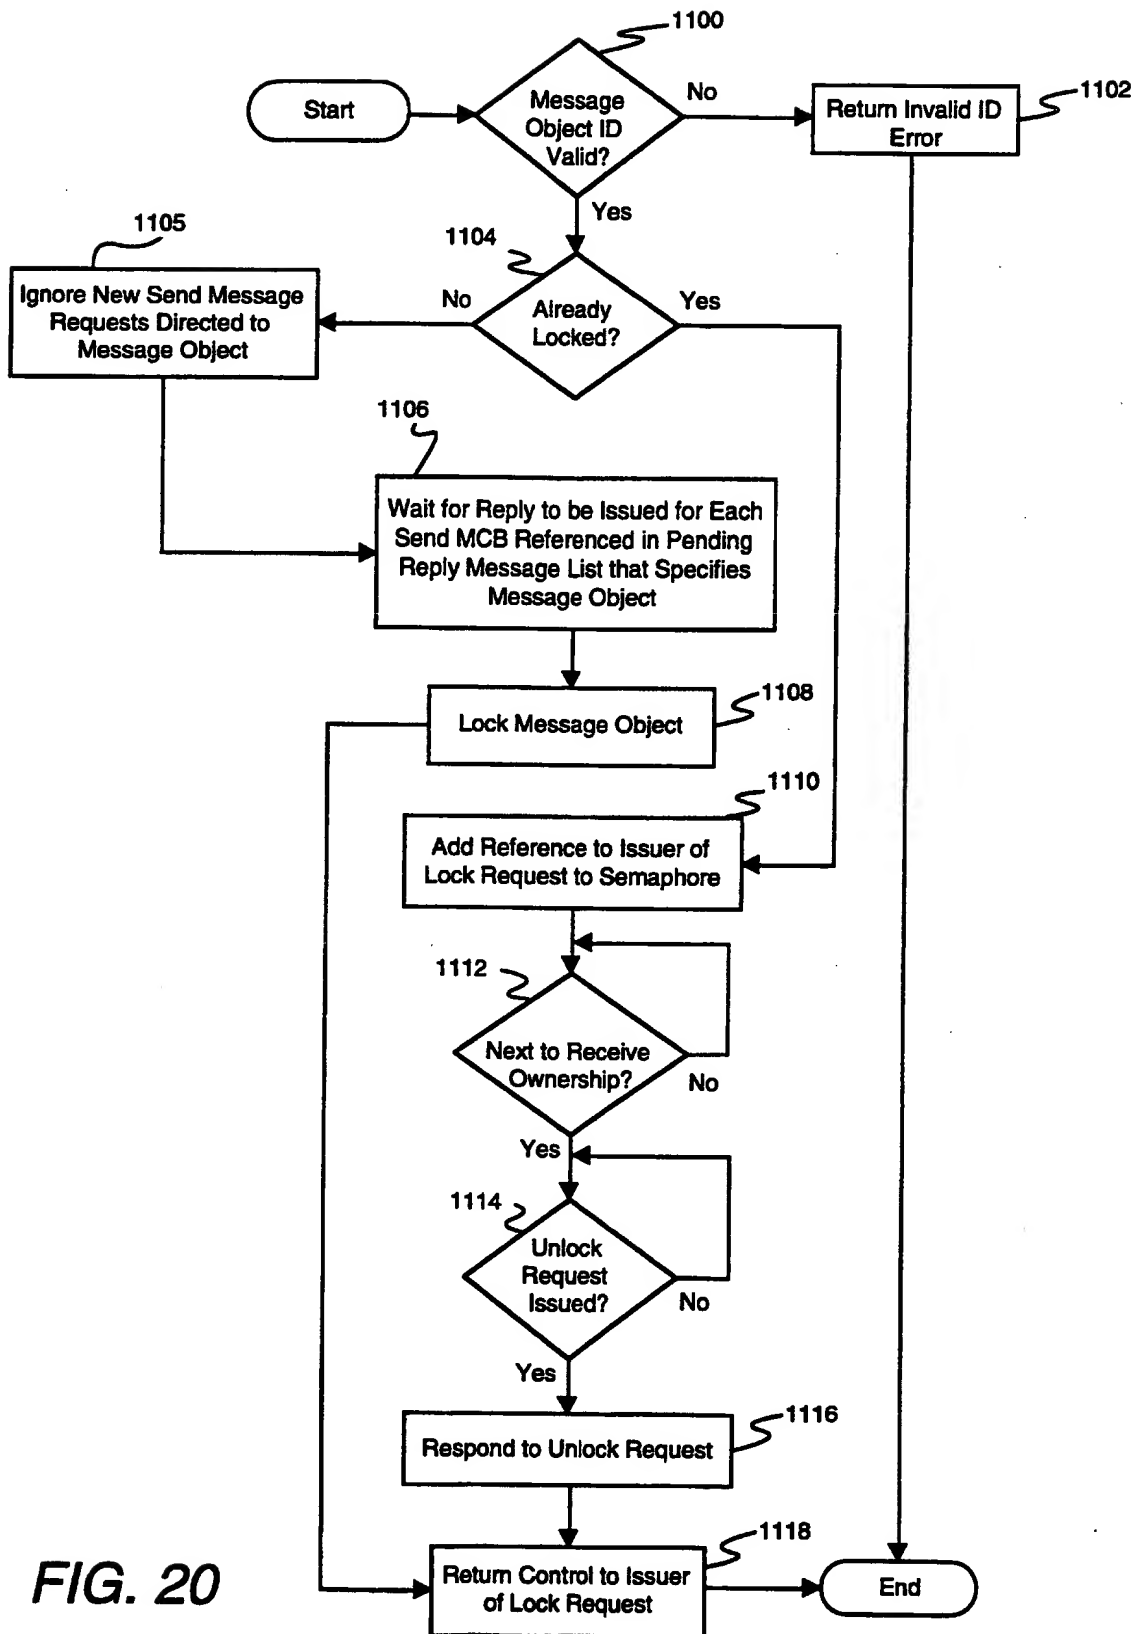 1100
Start
Message
Object ID
Valid?
No
Return Invalid ID
Error
1102
Yes
1105
1104
Ignore New Send Message
Requests Directed to
Message Object
No
Already
Locked?
Yes
1106
Wait for Reply to be Issued for Each
Send MCB Referenced in Pending
Reply Message List that Specifies
Message Object
1108
Lock Message Object
1110
Add Reference to Issuer of
Lock Request to Semaphore
1112
Next to Receive
Ownership?
No
Yes
1114
Unlock
Request
Issued?
No
Yes
1116
Respond to Unlock Request
1118
Return Control to Issuer
of Lock Request
End
FIG. 20